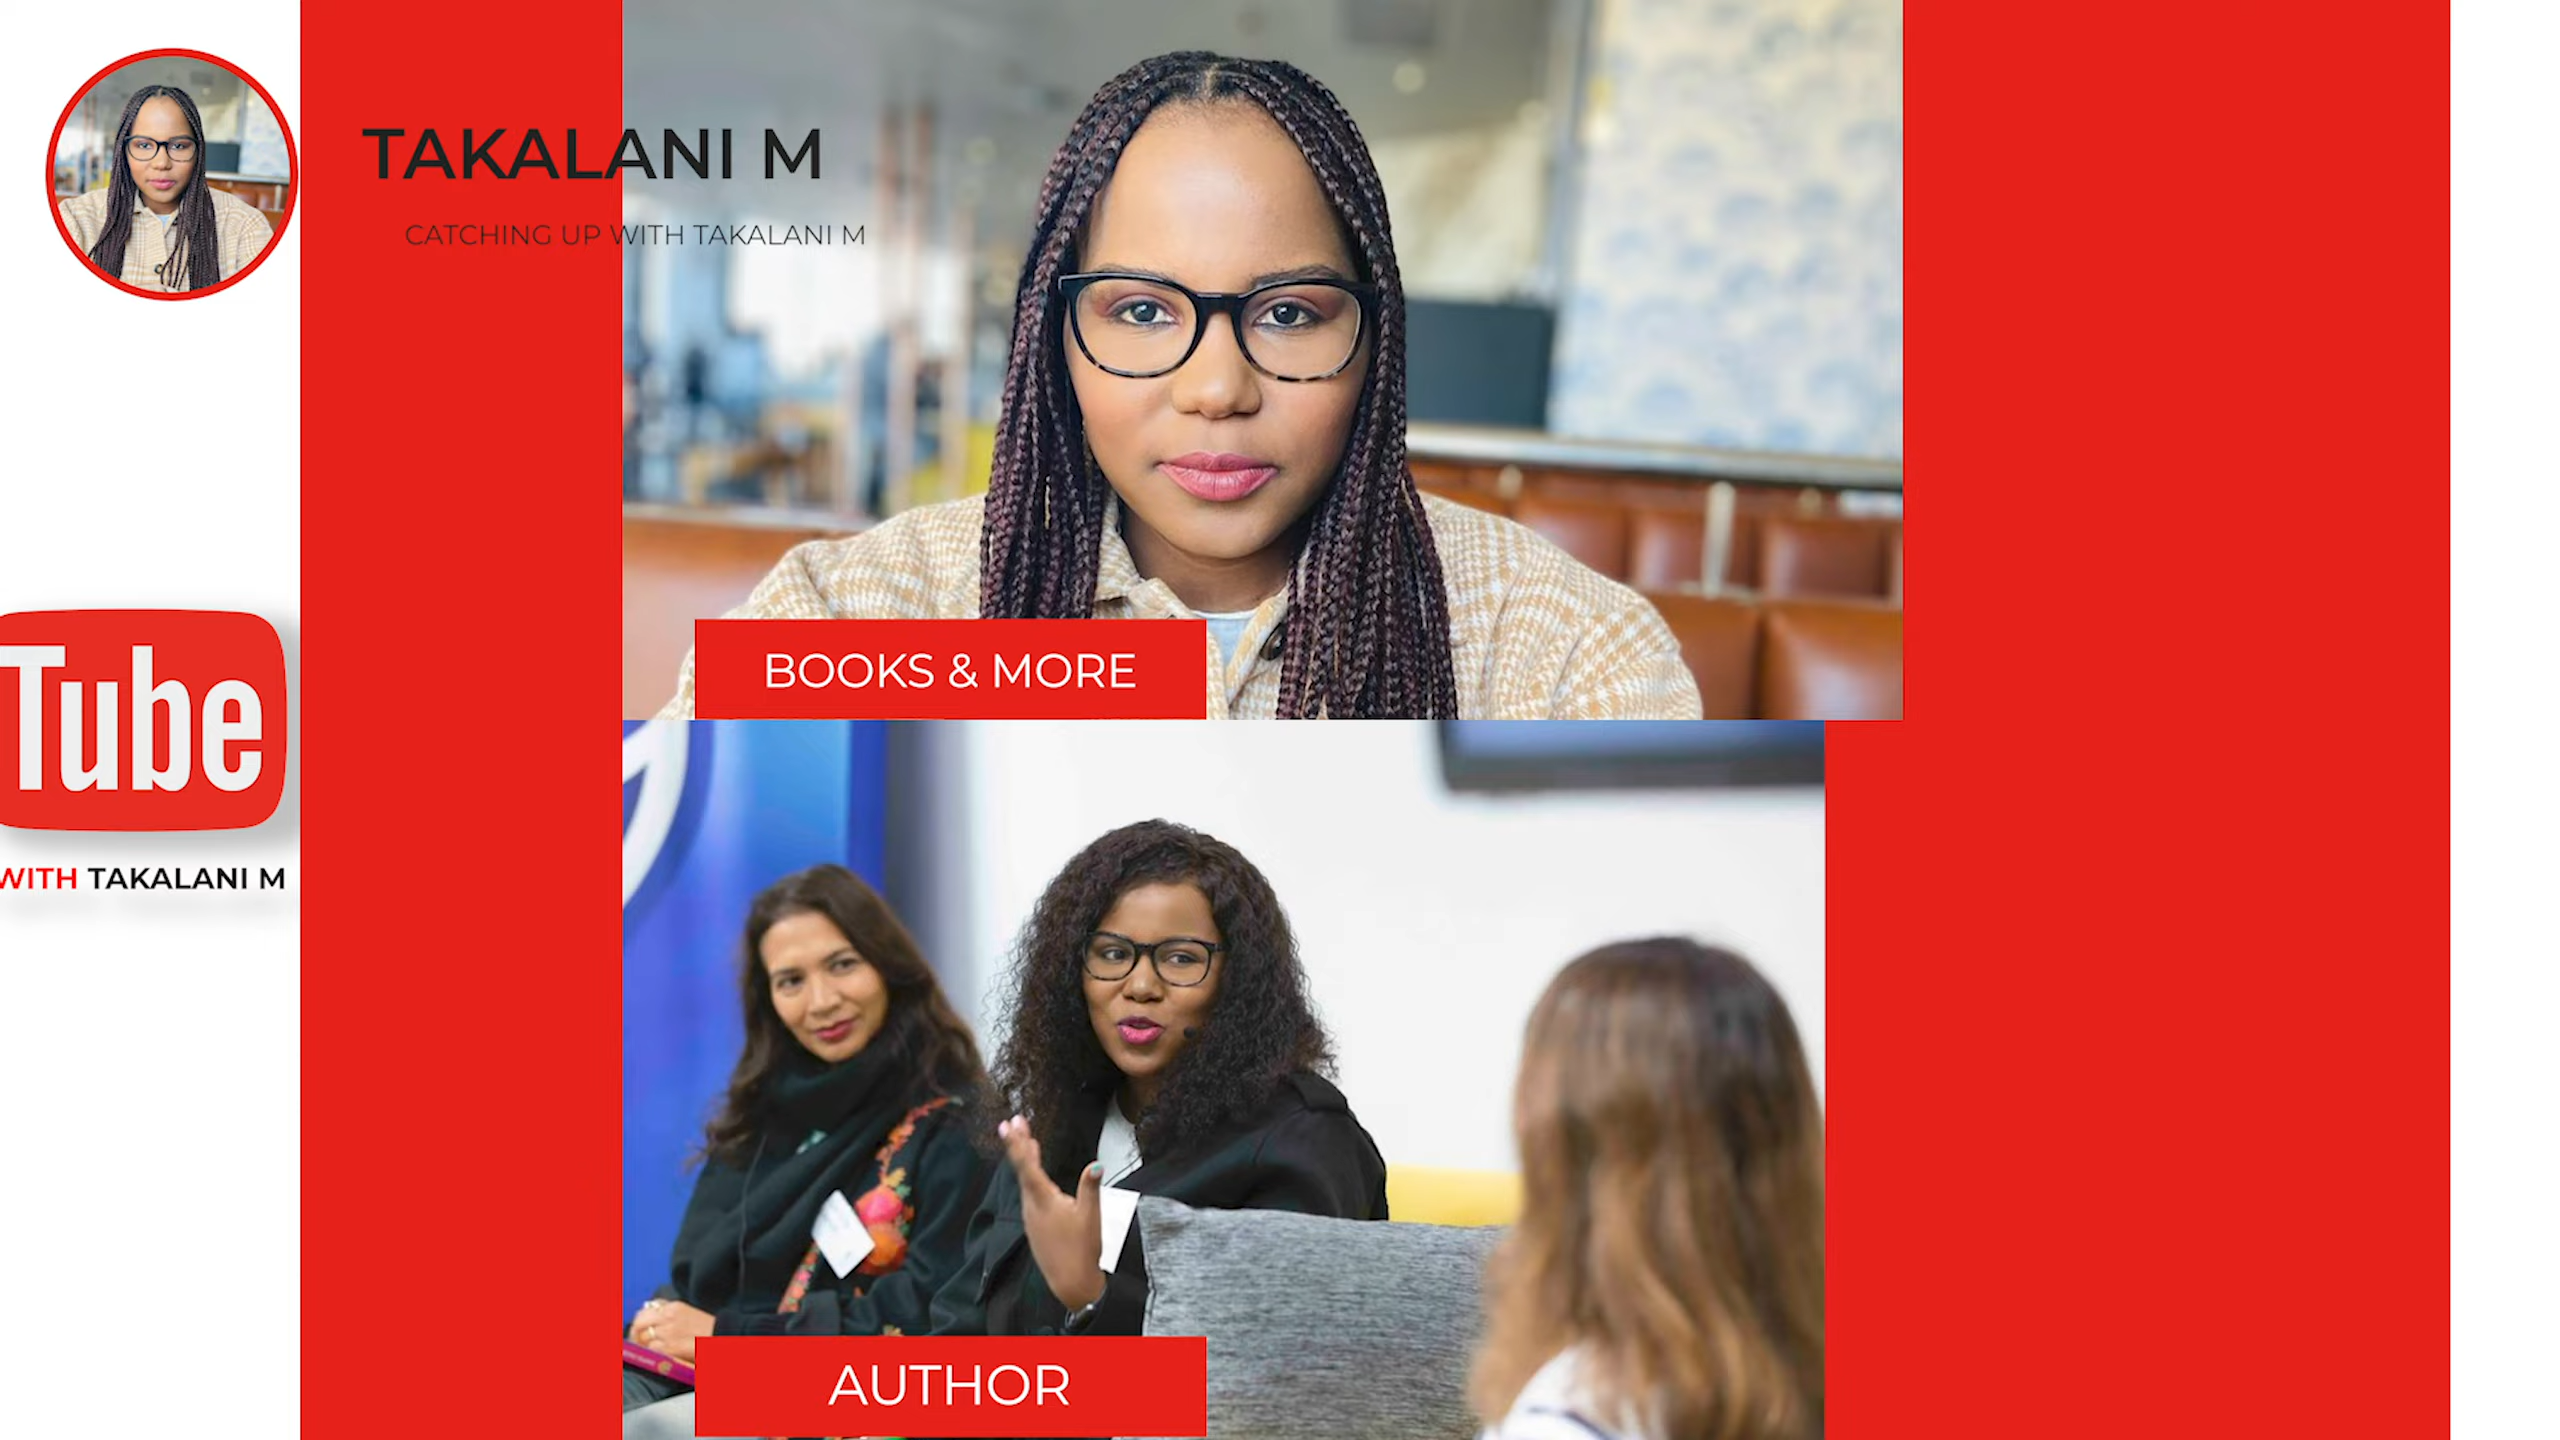 TAKALANI M
CATCHING UP WITH TAKALANI M
BOOKS & MORE
Tube
WITH TAKALANI M
AUTHOR